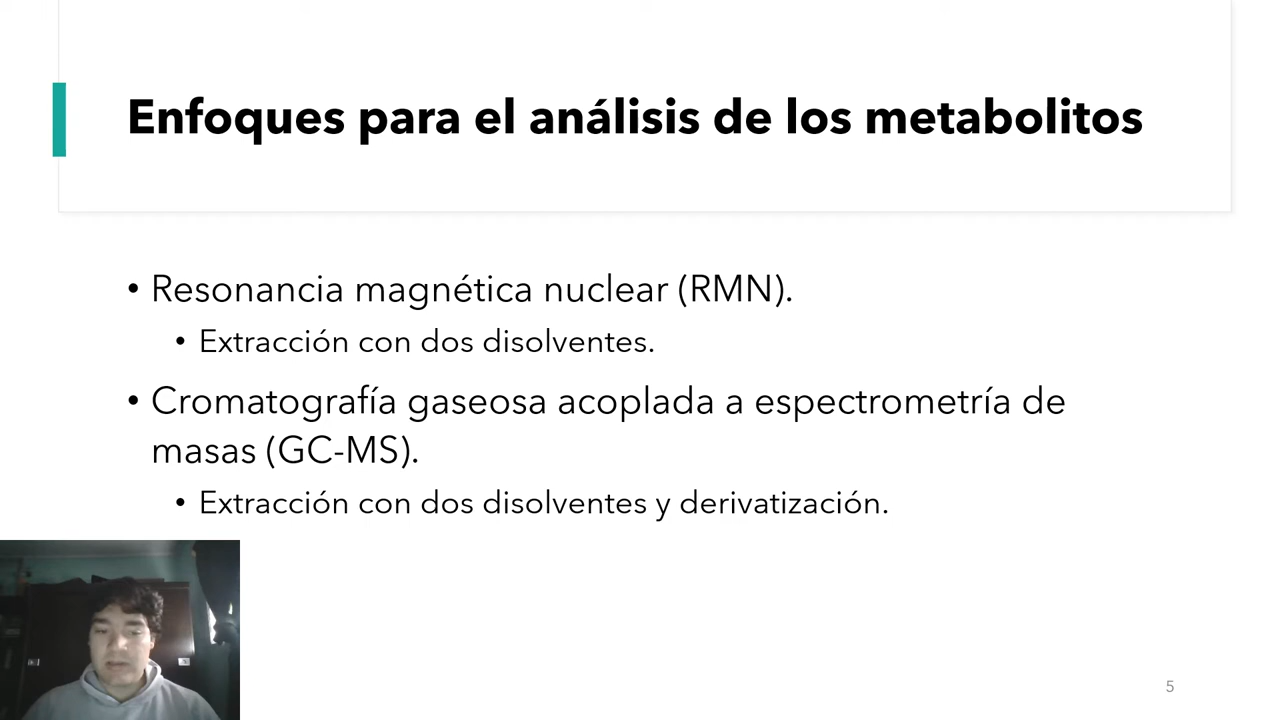 Enfoques para el análisis de los metabolitos
• Resonancia magnética nuclear (RMN).
• Extracción con dos disolventes.
• Cromatografía gaseosa acoplada a espectrometría de
masas (GC-MS).
• Extracción con dos disolventes y derivatización.
5